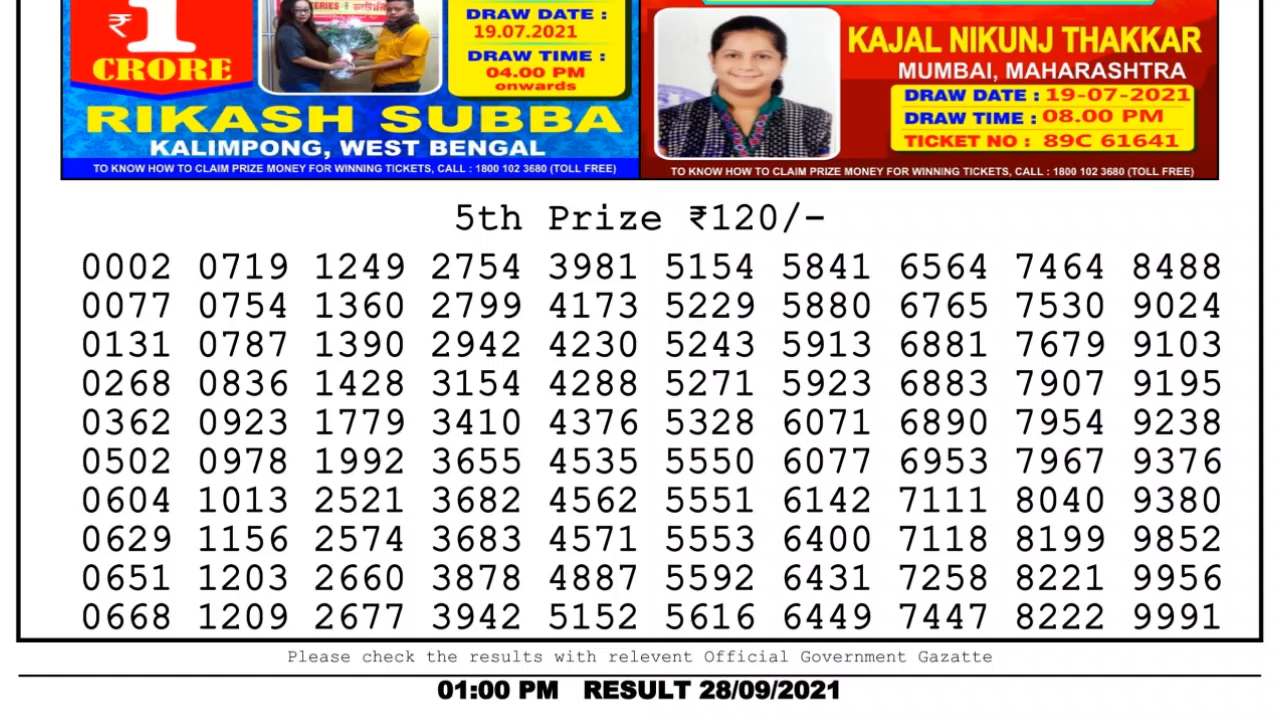 ₹1
CRORE
DRAW DATE :
19.07.2021
DRAW TIME :
04.00 PM
onwards
RIKASH SUBBA
KALIMPONG, WEST BENGAL
TO KNOW HOW TO CLAIM PRIZE MONEY FOR WINNING TICKETS, CALL : 1800 102 3680 (TOLL FREE)
KAJAL NIKUNJ THAKKAR
MUMBAI, MAHARASHTRA
DRAW DATE : 19-07-2021
DRAW TIME : 08.00 PM
TICKET NO : 89C 61641
TO KNOW HOW TO CLAIM PRIZE MONEY FOR WINNING TICKETS, CALL : 1800 102 3680 (TOLL FREE)
5th Prize ₹120/-
0002 0719 1249 2754 3981 5154 5841 6564 7464 8488
0077 0754 1360 2799 4173 5229 5880 6765 7530 9024
0131 0787 1390 2942 4230 5243 5913 6881 7679 9103
0268 0836 1428 3154 4288 5271 5923 6883 7907 9195
0362 0923 1779 3410 4376 5328 6071 6890 7954 9238
0502 0978 1992 3655 4535 5550 6077 6953 7967 9376
0604 1013 2521 3682 4562 5551 6142 7111 8040 9380
0629 1156 2574 3683 4571 5553 6400 7118 8199 9852
0651 1203 2660 3878 4887 5592 6431 7258 8221 9956
0668 1209 2677 3942 5152 5616 6449 7447 8222 9991
Please check the results with relevent Official Government Gazatte
01:00 PM RESULT 28/09/2021